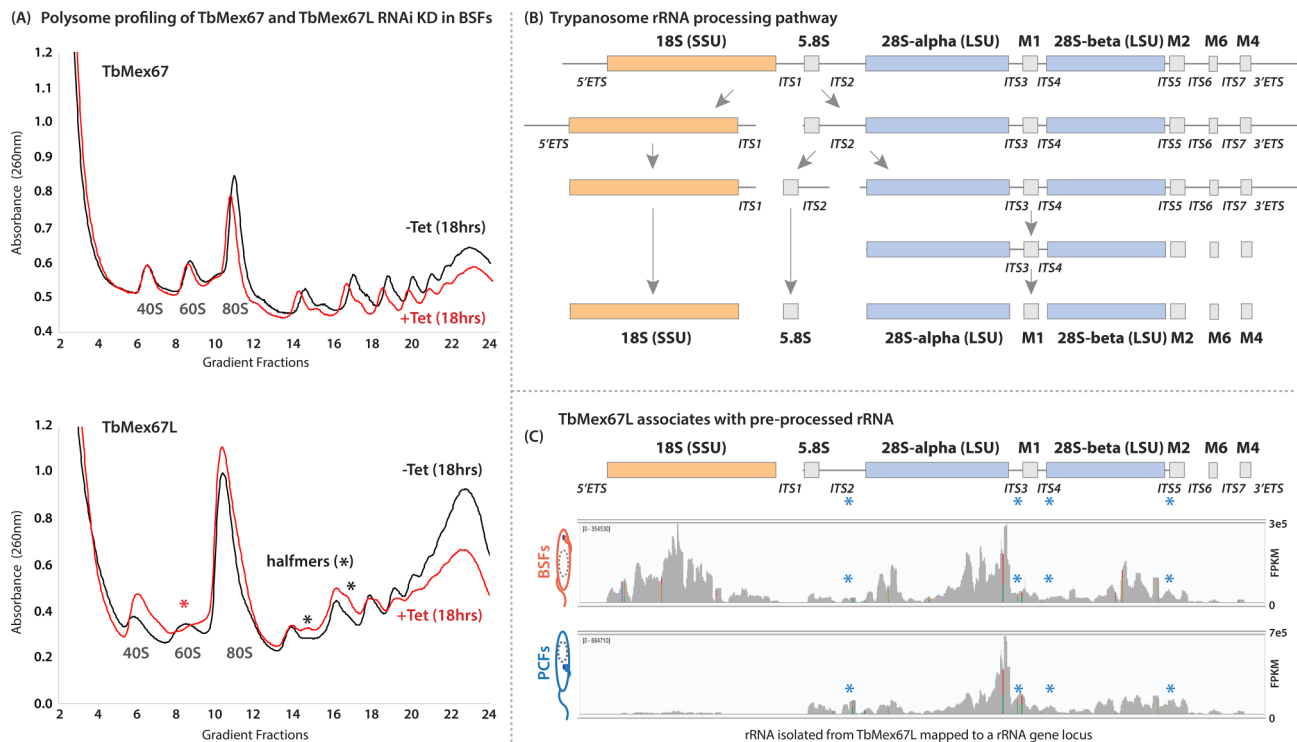 (A) Polysome profiling of TbMex67 and TbMex67L RNAi KD in BSFs
TbMex67
Absorbance (260nm)
1.2
1.1
1.0
0.9
0.8
0.7
0.6
0.5
0.4
40S 60S 80S
-Tet (18hrs)
+Tet (18hrs)
2 4 6 8 10 12 14 16 18 20 22 24
Gradient Fractions
TbMex67L
Absorbance (260nm)
1.2
1.0
0.8
0.6
0.4
0.2
0.0
*
40S 60S 80S
halfmers (*)
* *
-Tet (18hrs)
+Tet (18hrs)
2 4 6 8 10 12 14 16 18 20 22 24
Gradient Fractions
(B) Trypanosome rRNA processing pathway
18S (SSU) 5.8S 28S-alpha (LSU) M1 28S-beta (LSU) M2 M6 M4
5'ETS ITS1 ITS2 ITS3 ITS4 ITS5 ITS6 ITS7 3'ETS
5'ETS ITS1 ITS2 ITS3 ITS4 ITS5 ITS6 ITS7 3'ETS
ITS1 ITS2 ITS3 ITS4 ITS5 ITS6 ITS7 3'ETS
ITS3 ITS4
18S (SSU) 5.8S 28S-alpha (LSU) M1 28S-beta (LSU) M2 M6 M4
(C) TbMex67L associates with pre-processed rRNA
18S (SSU) 5.8S 28S-alpha (LSU) M1 28S-beta (LSU) M2 M6 M4
5'ETS ITS1 ITS2 ITS3 ITS4 ITS5 ITS6 ITS7 3'ETS
* * * *
BSFs
[0 - 354530]
* * * *
3e5
FPKM
0
PCFs
[0 - 684710]
* * * *
7e5
FPKM
0
rRNA isolated from TbMex67L mapped to a rRNA gene locus